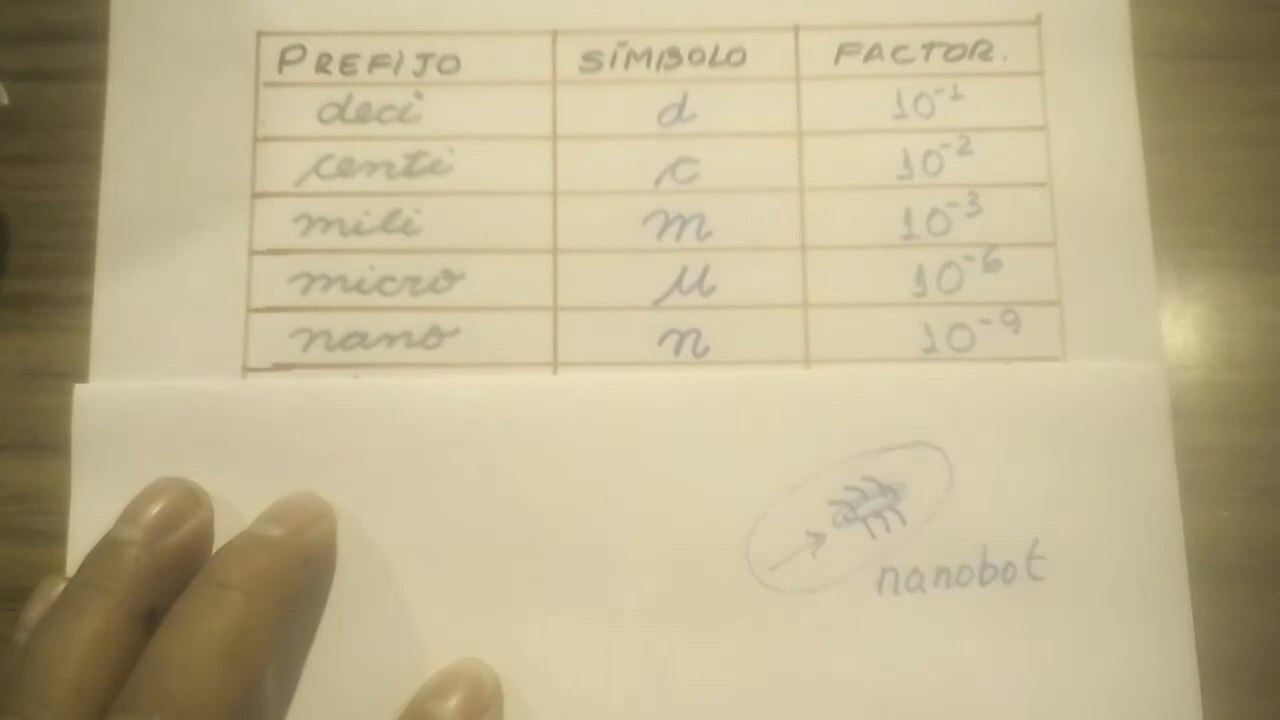 PREFIJO SÍMBOLO FACTOR.
deci d 10⁻¹
centi c 10⁻²
mili m 10⁻³
micro μ 10⁻⁶
nano n 10⁻⁹
nanobot